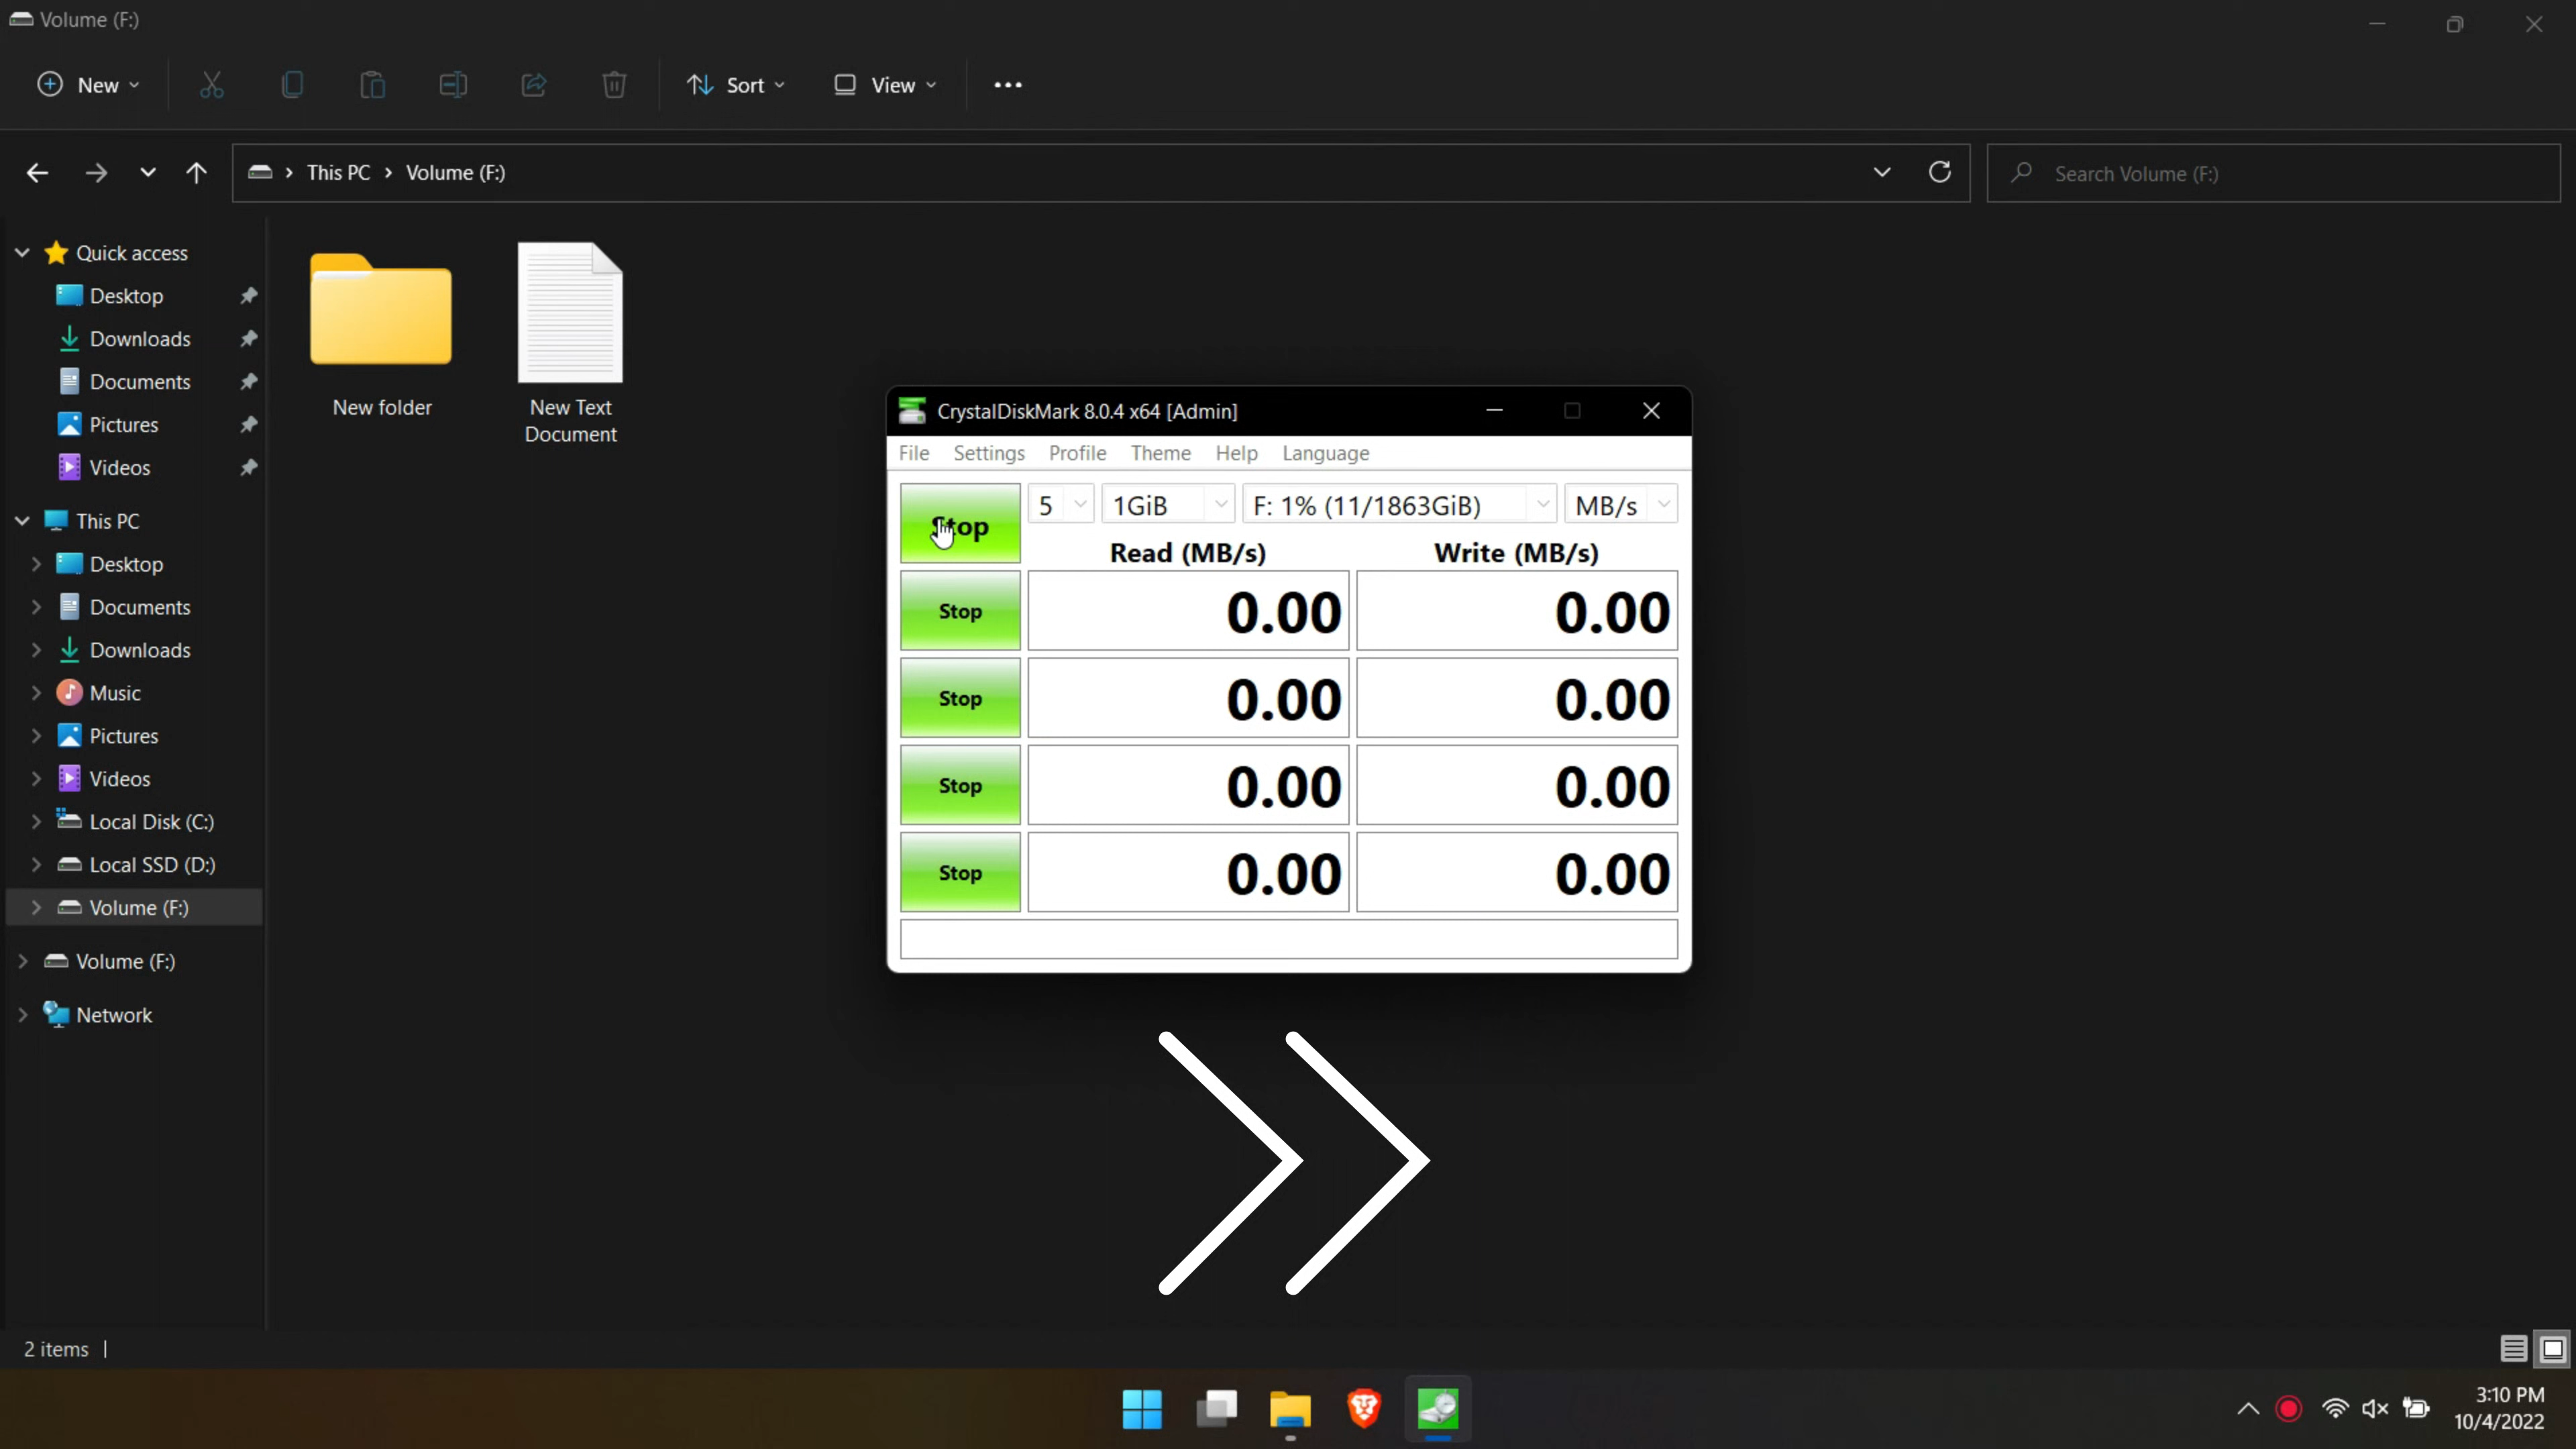 Volume (F:)
New
Sort
View
This PC
Volume (F:)
Search Volume (F:)
Quick access
Desktop
Downloads
Documents
Pictures
Videos
This PC
Desktop
Documents
Downloads
Music
Pictures
Videos
Local Disk (C:)
Local SSD (D:)
Volume (F:)
Volume (F:)
Network
New folder
New Text
Document
CrystalDiskMark 8.0.4 x64 [Admin]
File Settings Profile Theme Help Language
Stop 5 1GiB F: 1% (11/1863GiB) MB/s
Read (MB/s) Write (MB/s)
Stop 0.00 0.00
Stop 0.00 0.00
Stop 0.00 0.00
Stop 0.00 0.00
2 items
3:10 PM
10/4/2022